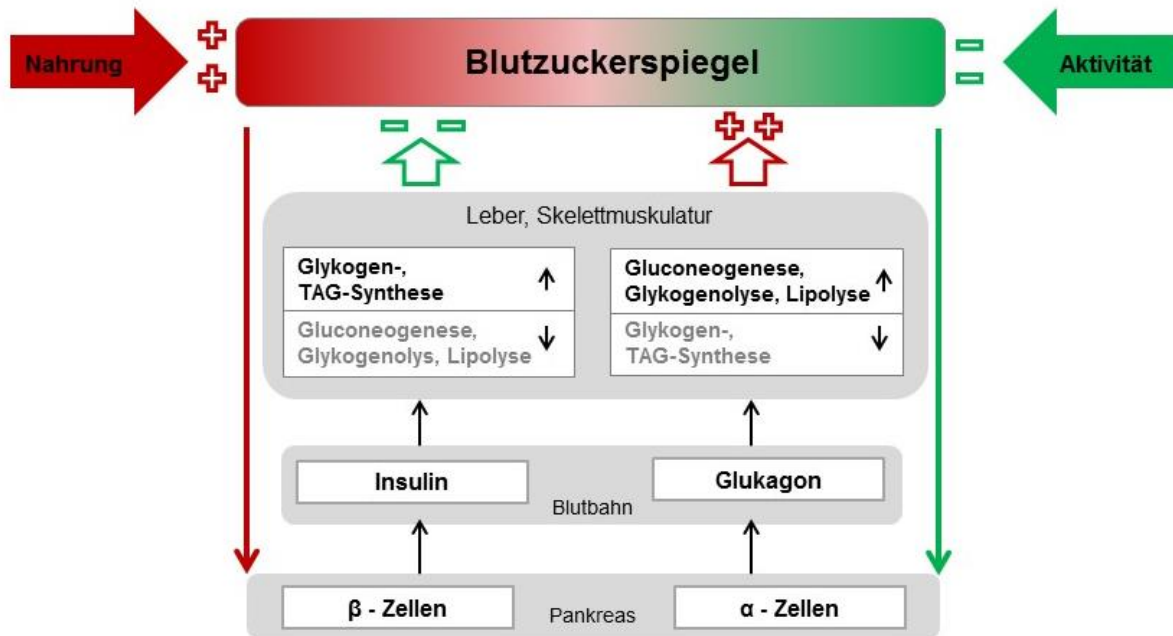 Nahrung
Blutzuckerspiegel
Aktivität
Leber, Skelettmuskulatur
Glykogen-,
TAG-Synthese
Gluconeogenese,
Glykogenolys, Lipolyse
Gluconeogenese,
Glykogenolyse, Lipolyse
Glykogen-,
TAG-Synthese
Insulin
Glukagon
Blutbahn
β - Zellen
Pankreas
α - Zellen